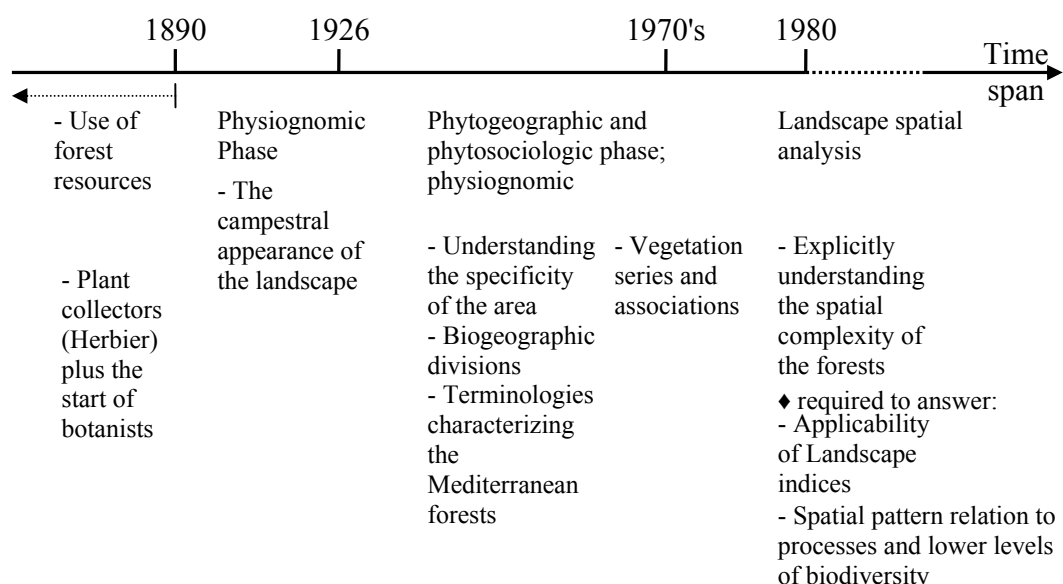 1890
1926
1970's
1980
Time
span
- Use of
forest
resources
- Plant
collectors
(Herbier)
plus the
start of
botanists
Physiognomic
Phase
- The
campestral
appearance of
the landscape
Phytogeographic and
phytosociologic phase;
physiognomic
- Understanding
the specificity
of the area
- Biogeographic
divisions
- Terminologies
characterizing
the
Mediterranean
forests
- Vegetation
series and
associations
Landscape spatial
analysis
- Explicitly
understanding
the spatial
complexity of
the forests
♦ required to answer:
- Applicability
of Landscape
indices
- Spatial pattern relation to
processes and lower levels
of biodiversity